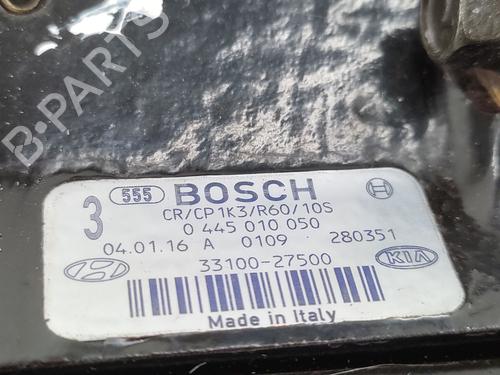 B-PARTS
3 555 BOSCH
CR/CP1K3/R60/10S
0 445 010 050
04.01.16 A 0109 280351
33100-27500
KIA
Made in Italy